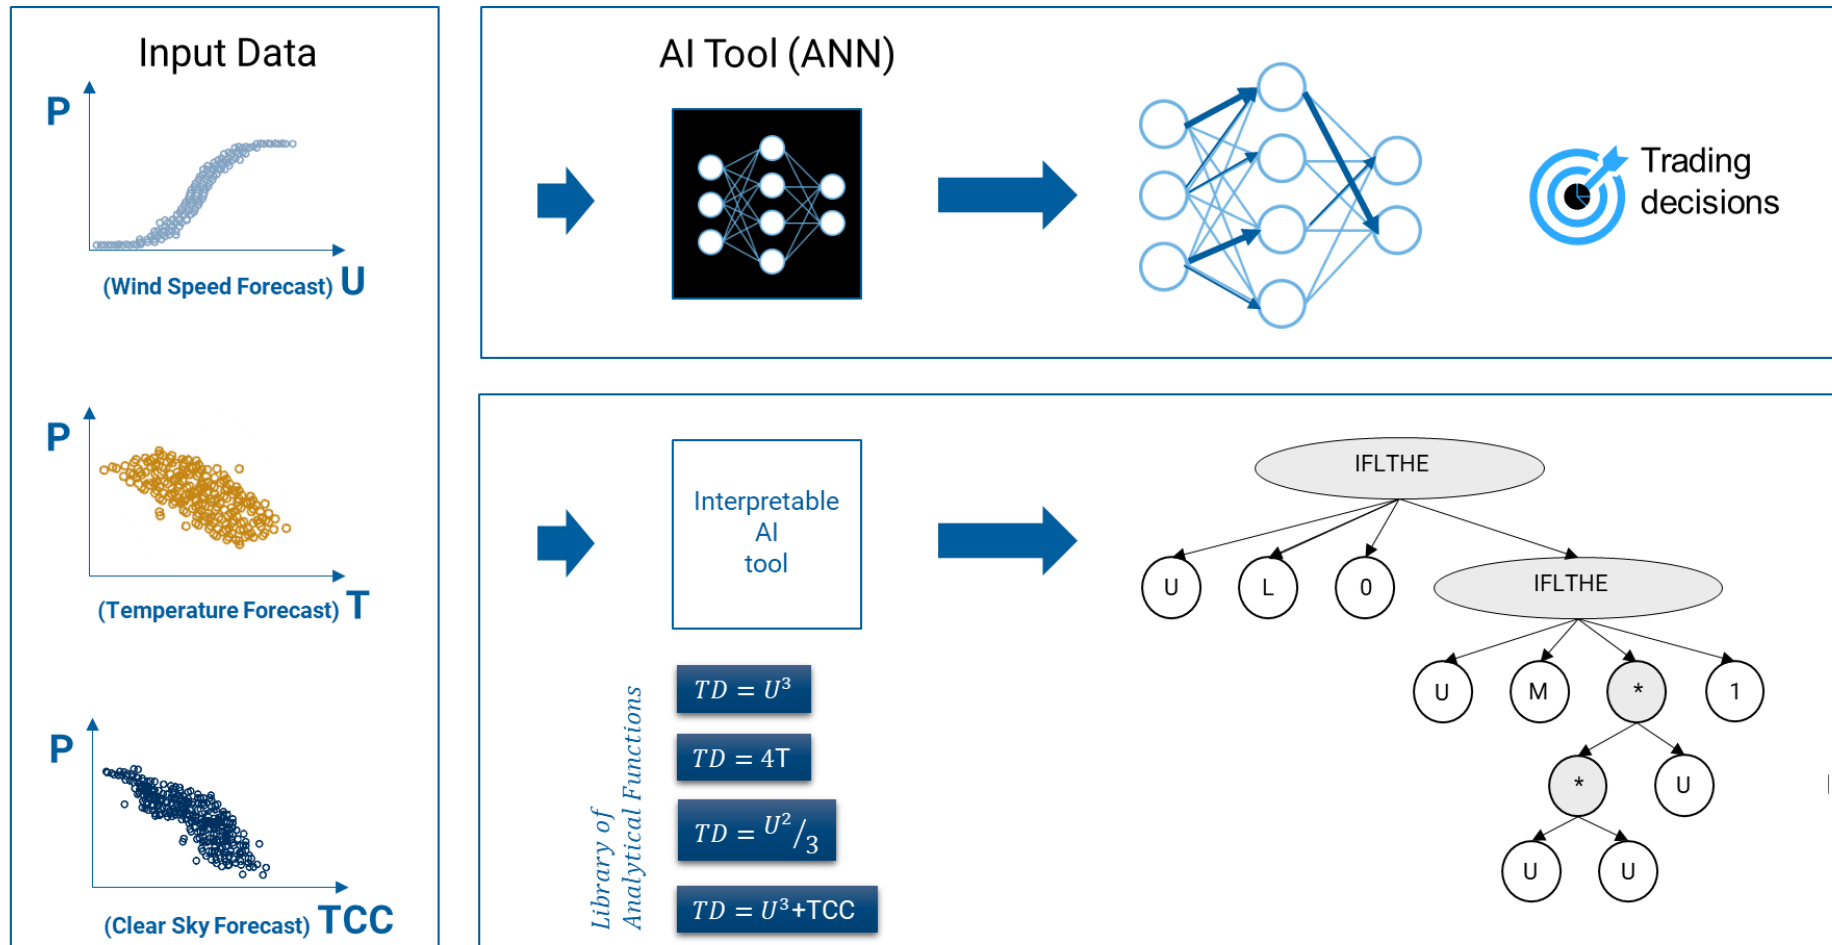 Input Data
P
(Wind Speed Forecast) U
P
(Temperature Forecast) T
P
(Clear Sky Forecast) TCC
AI Tool (ANN)
Trading
decisions
Interpretable
AI
tool
Library of
Analytical Functions
TD = U³
TD = 4T
TD = U²/3
TD = U³+TCC
IFLTHE
U L 0 IFLTHE
U M * 1
* U
U U